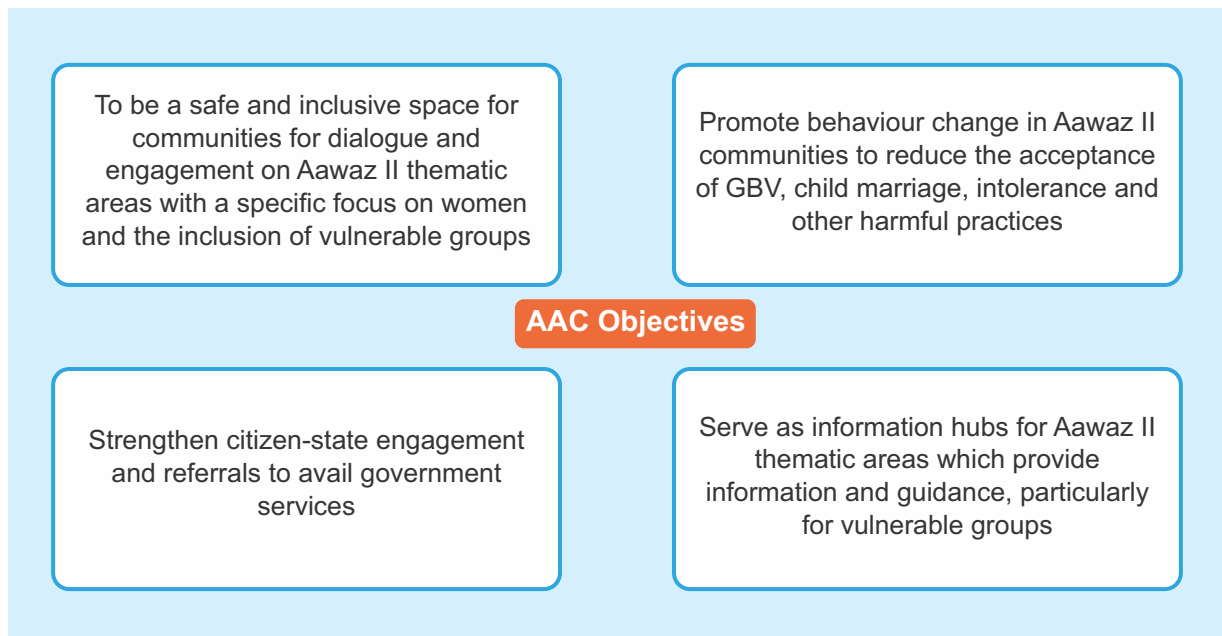 To be a safe and inclusive space for
communities for dialogue and
engagement on Aawaz II thematic
areas with a specific focus on women
and the inclusion of vulnerable groups
Promote behaviour change in Aawaz II
communities to reduce the acceptance
of GBV, child marriage, intolerance and
other harmful practices
AAC Objectives
Strengthen citizen-state engagement
and referrals to avail government
services
Serve as information hubs for Aawaz II
thematic areas which provide
information and guidance, particularly
for vulnerable groups